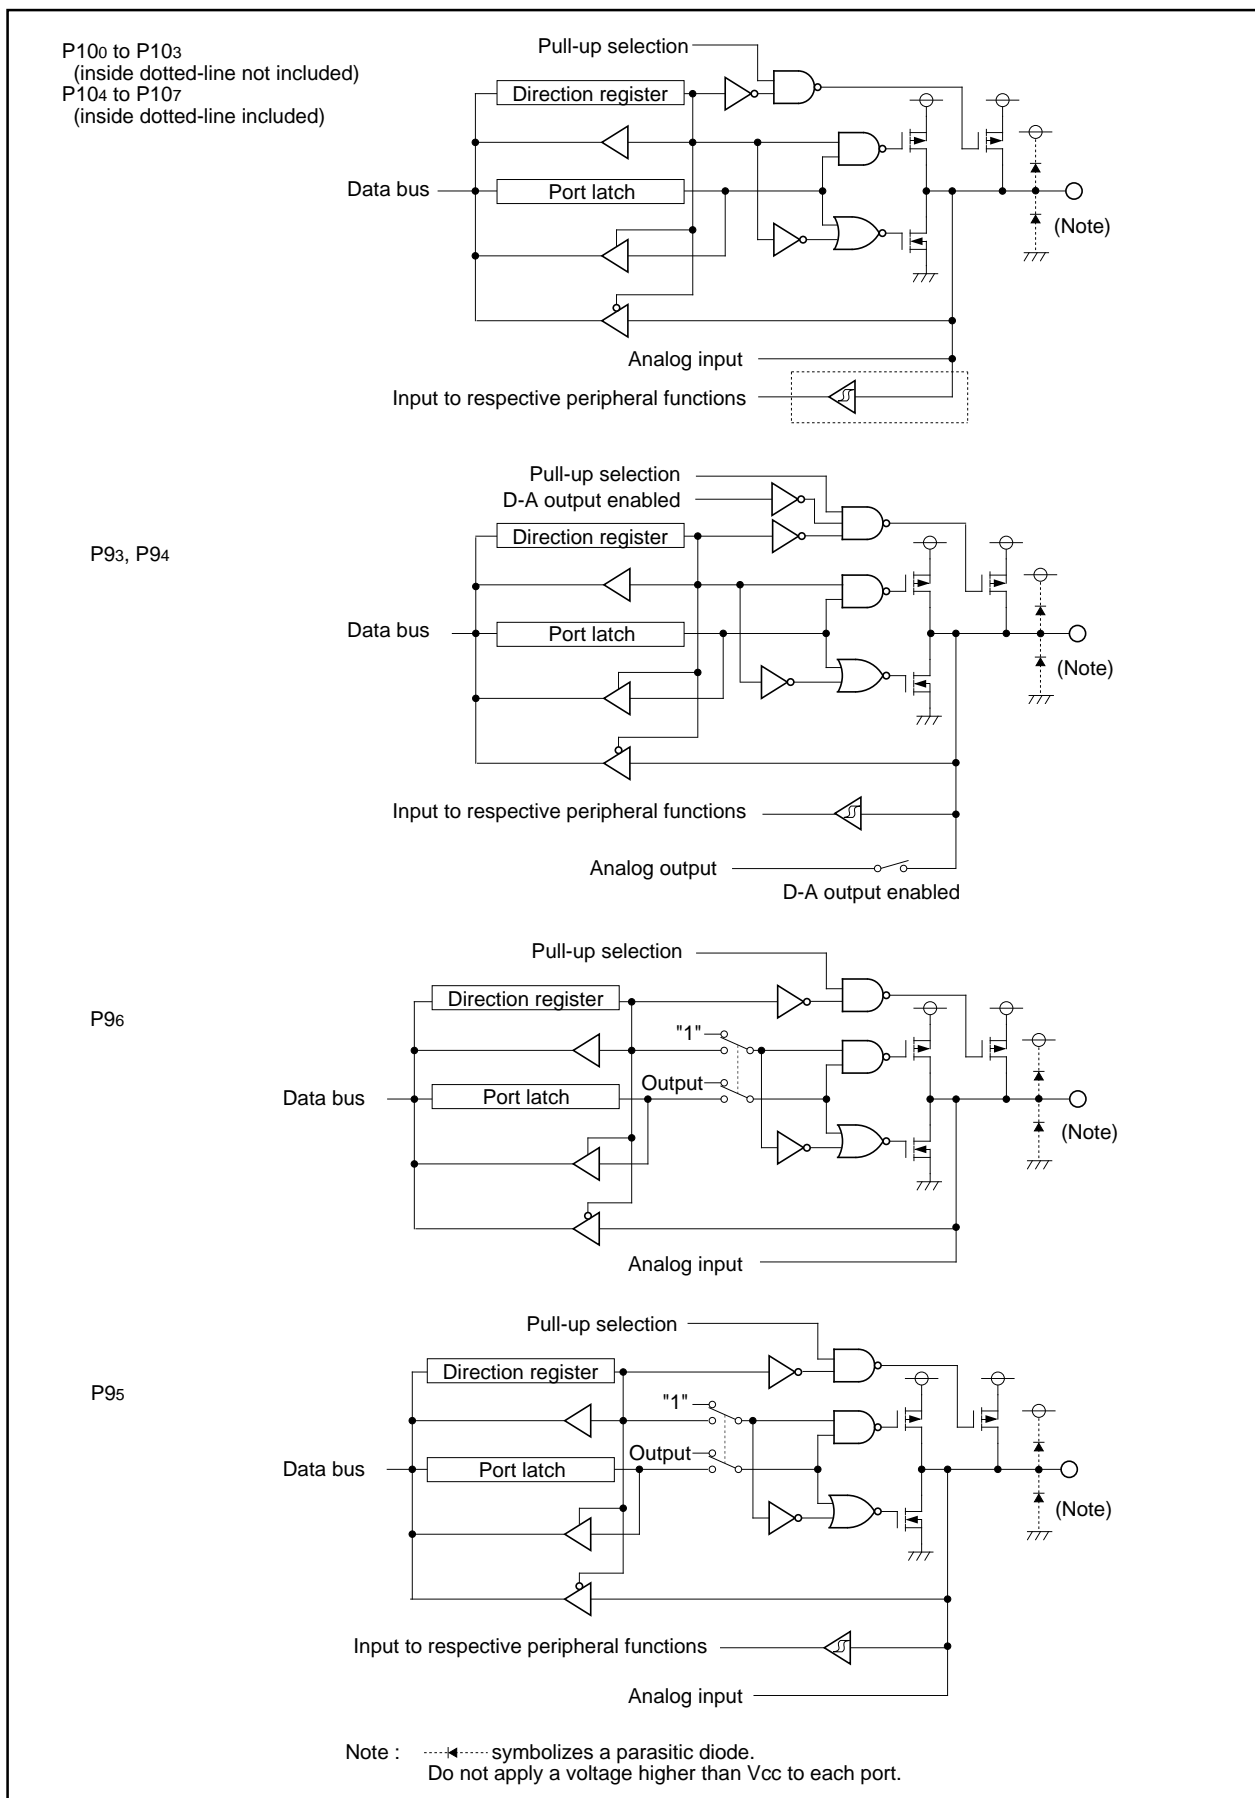 P100 to P103
(inside dotted-line not included)
P104 to P107
(inside dotted-line included)
Pull-up selection
Direction register
Data bus
Port latch
(Note)
Analog input
Input to respective peripheral functions
P93, P94
Pull-up selection
D-A output enabled
Direction register
Data bus
Port latch
(Note)
Input to respective peripheral functions
Analog output
D-A output enabled
P96
Pull-up selection
Direction register
"1"
Output
Data bus
Port latch
(Note)
Analog input
P95
Pull-up selection
Direction register
"1"
Output
Data bus
Port latch
(Note)
Input to respective peripheral functions
Analog input
Note : symbolizes a parasitic diode.
Do not apply a voltage higher than Vcc to each port.